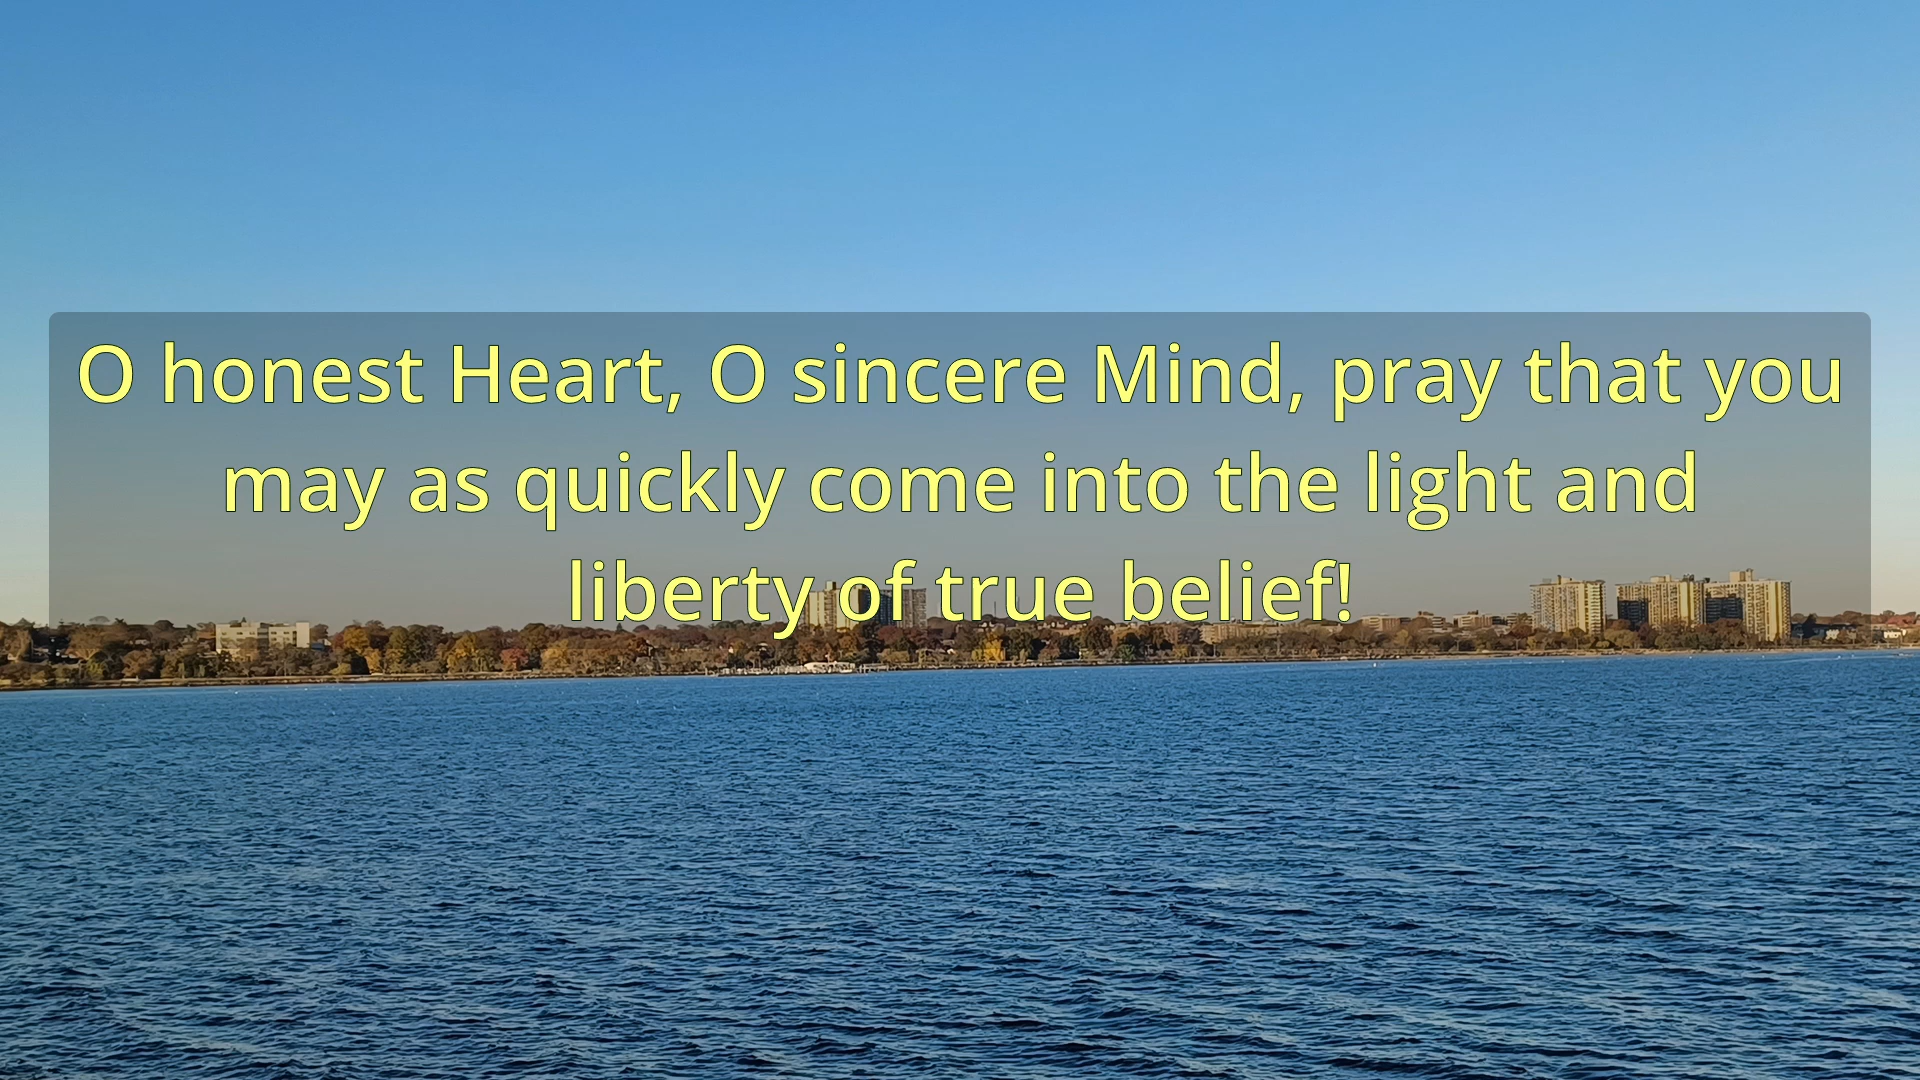 O honest Heart, O sincere Mind, pray that you
may as quickly come into the light and
liberty of true belief!